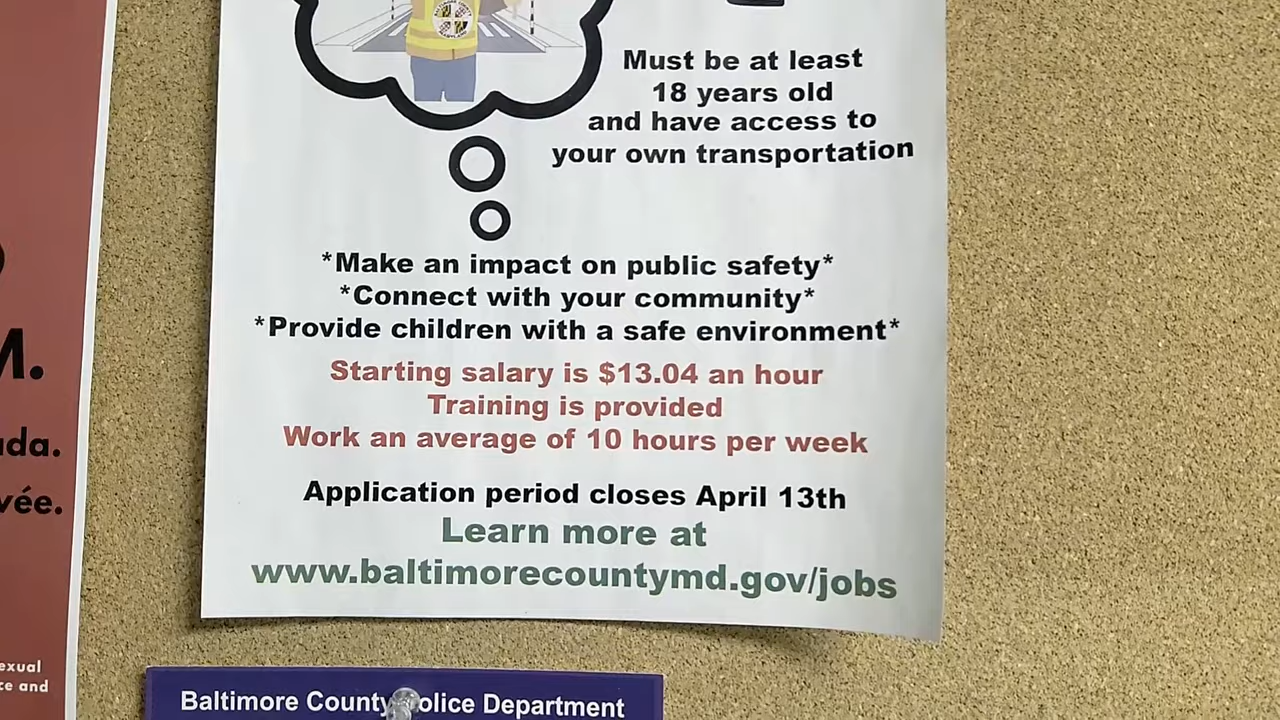 Must be at least
18 years old
and have access to
your own transportation
*Make an impact on public safety*
*Connect with your community*
*Provide children with a safe environment*
Starting salary is $13.04 an hour
Training is provided
Work an average of 10 hours per week
Application period closes April 13th
Learn more at
www.baltimorecountymd.gov/jobs
M.
ada.
vée.
exual
ce and
Baltimore County Police Department